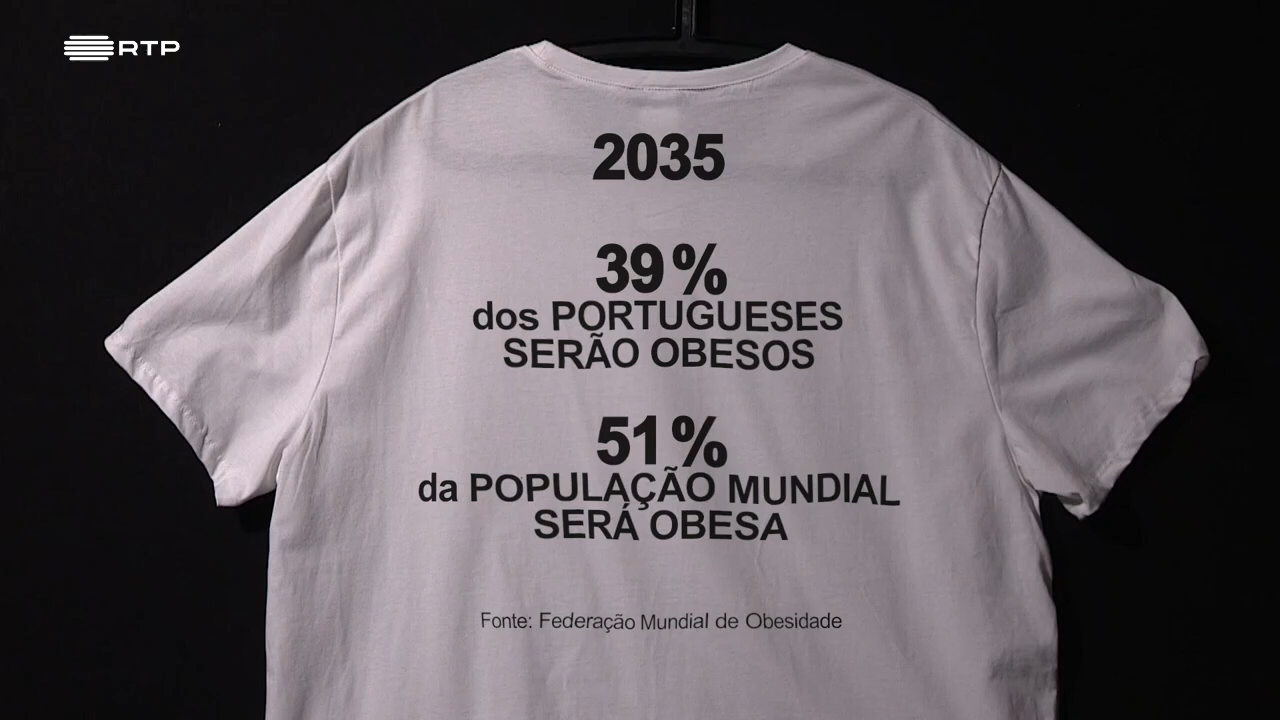 RTP
2035
39%
dos PORTUGUESES
SERÃO OBESOS
51%
da POPULAÇÃO MUNDIAL
SERÁ OBESA
Fonte: Federação Mundial de Obesidade